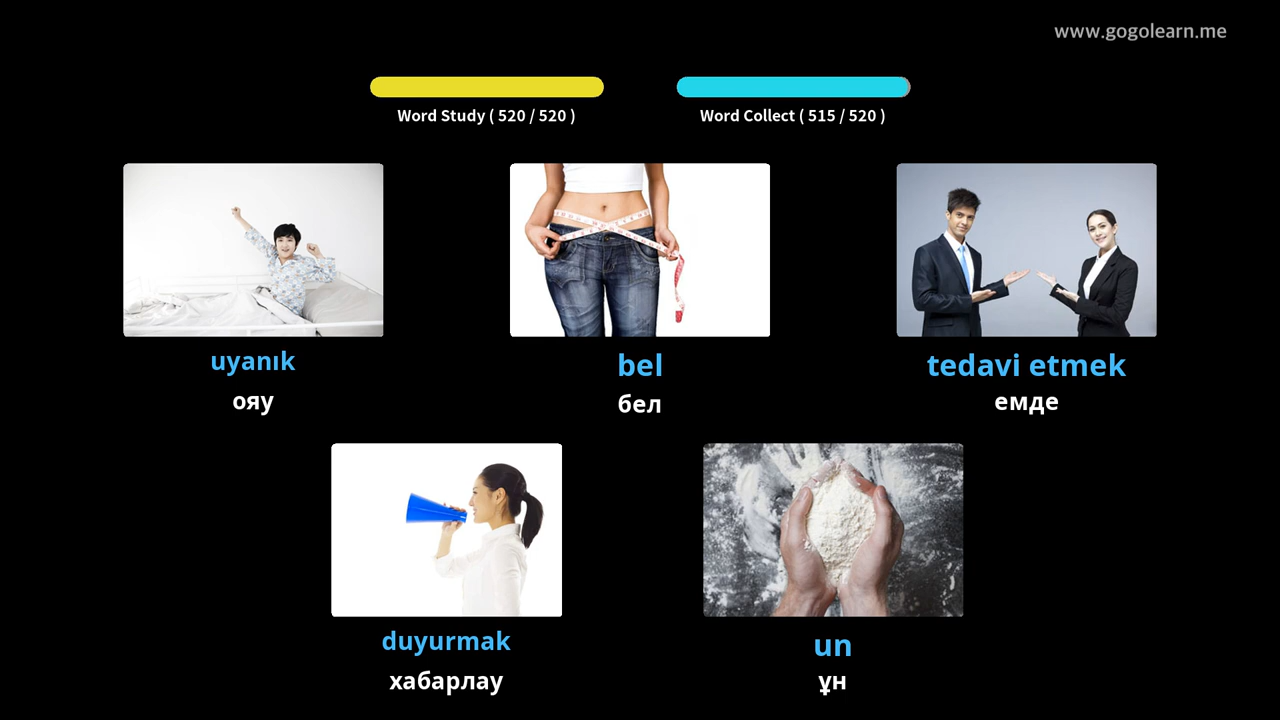 www.gogolearn.me
Word Study ( 520 / 520 )
Word Collect ( 515 / 520 )
uyanık
ояу
bel
бел
tedavi etmek
емде
duyurmak
хабарлау
un
ұн